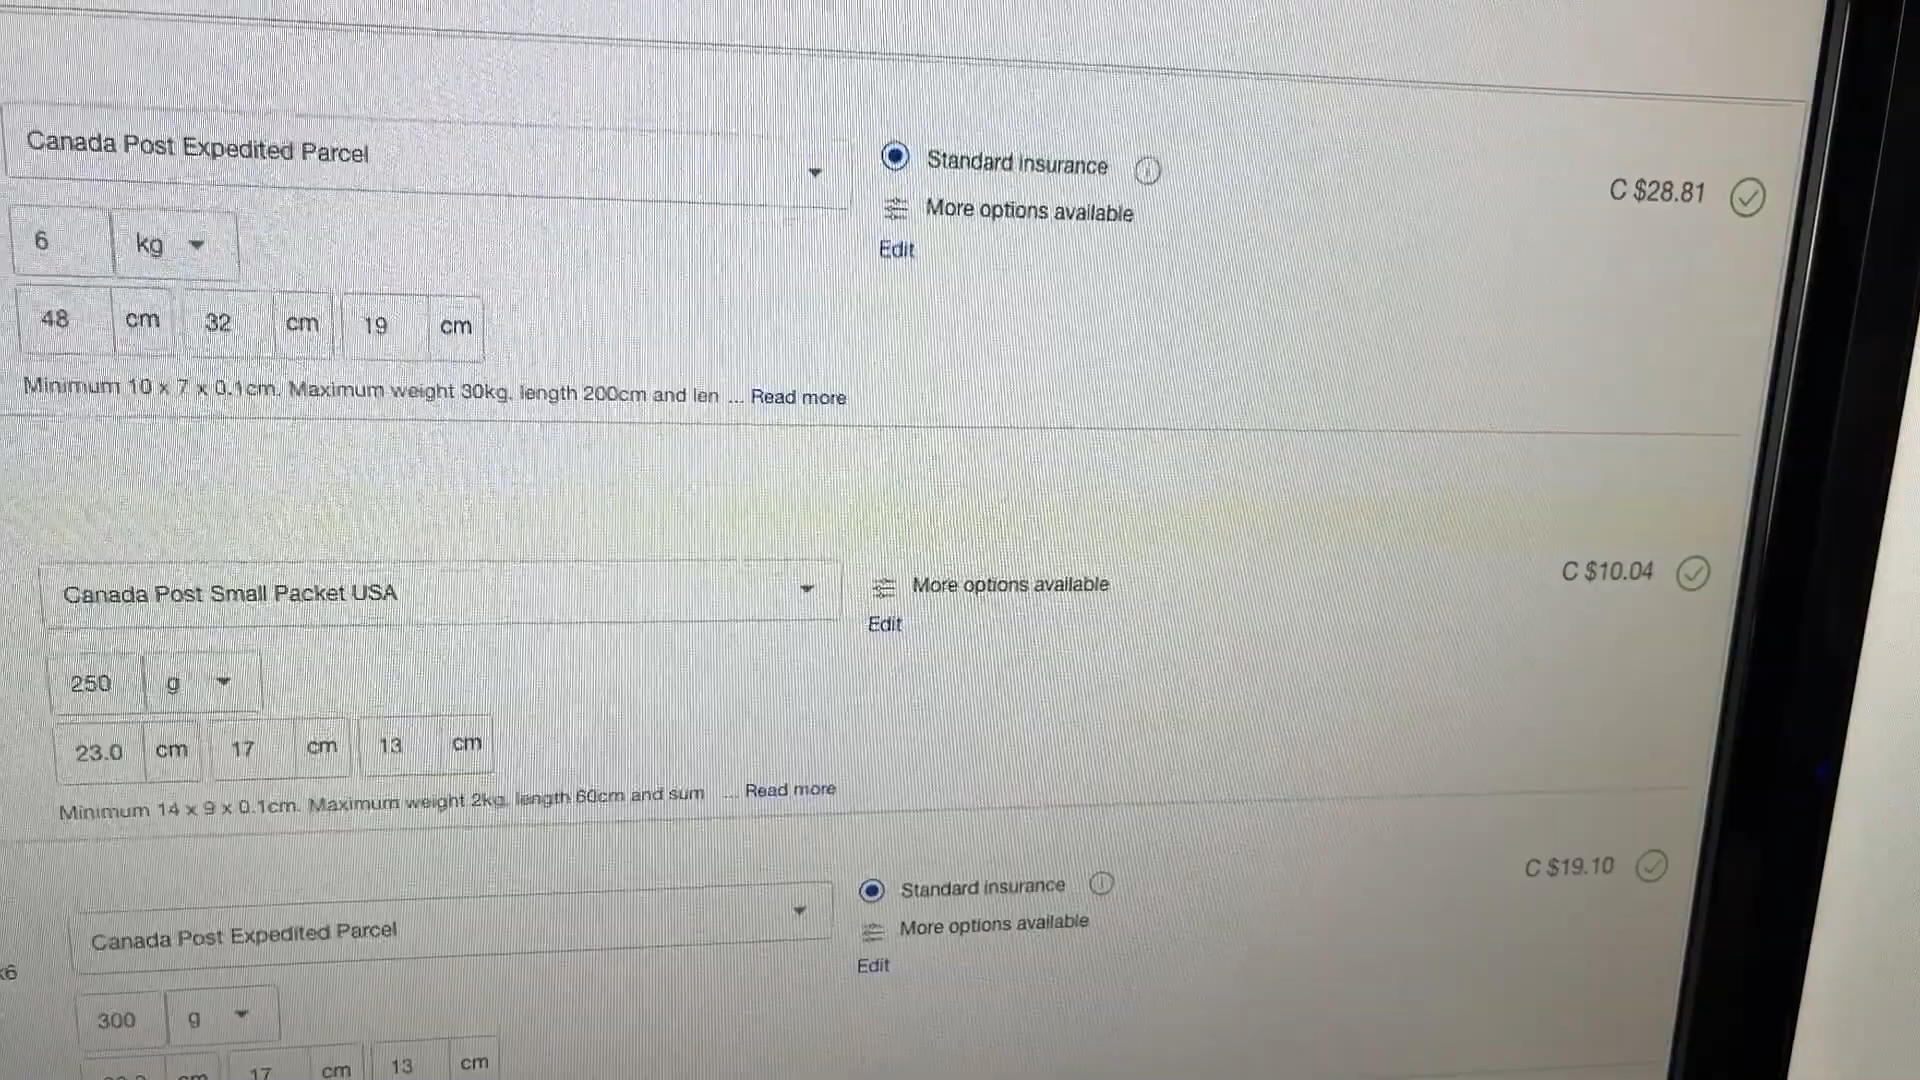 Canada Post Expedited Parcel
Standard insurance
C $28.81
More options available
Edit
6 kg
48 cm 32 cm 19 cm
Minimum 10 x 7 x 0.1cm. Maximum weight 30kg, length 200cm and len ... Read more
Canada Post Small Packet USA
More options available
C $10.04
Edit
250 g
23.0 cm 17 cm 13 cm
Minimum 14 x 9 x 0.1cm. Maximum weight 2kg, length 60cm and sum ... Read more
Canada Post Expedited Parcel
Standard insurance
C $19.10
More options available
Edit
300 g
cm 17 cm 13 cm